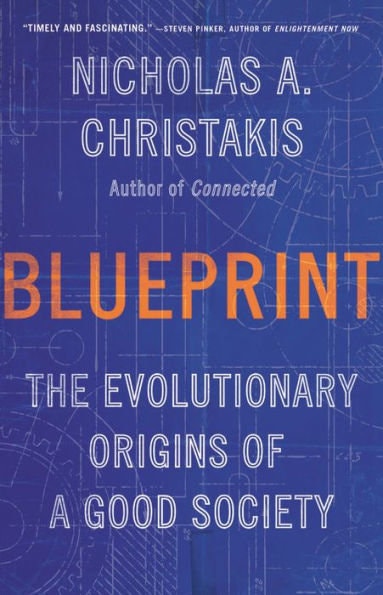 “TIMELY AND FASCINATING.” —STEVEN PINKER, AUTHOR OF ENLIGHTENMENT NOW
NICHOLAS A.
CHRISTAKIS
Author of Connected
BLUEPRINT
THE EVOLUTIONARY
ORIGINS OF
A GOOD SOCIETY